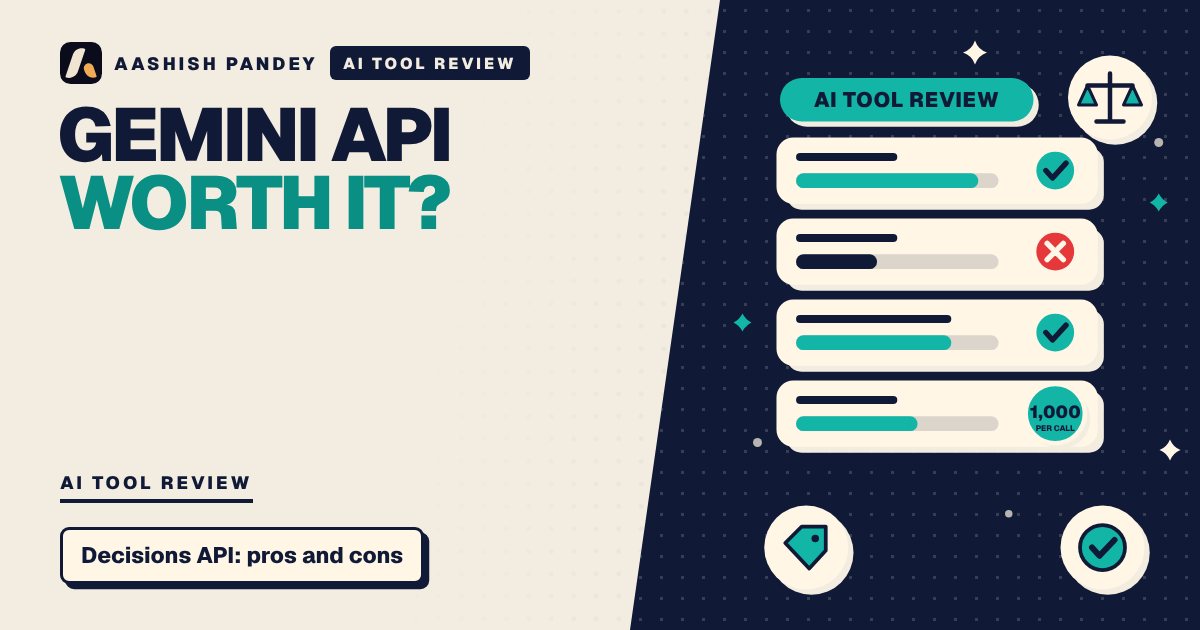 AASHISH PANDEY
AI TOOL REVIEW
GEMINI API
WORTH IT?
AI TOOL REVIEW
Decisions API: pros and cons
AI TOOL REVIEW
1,000
PER CALL